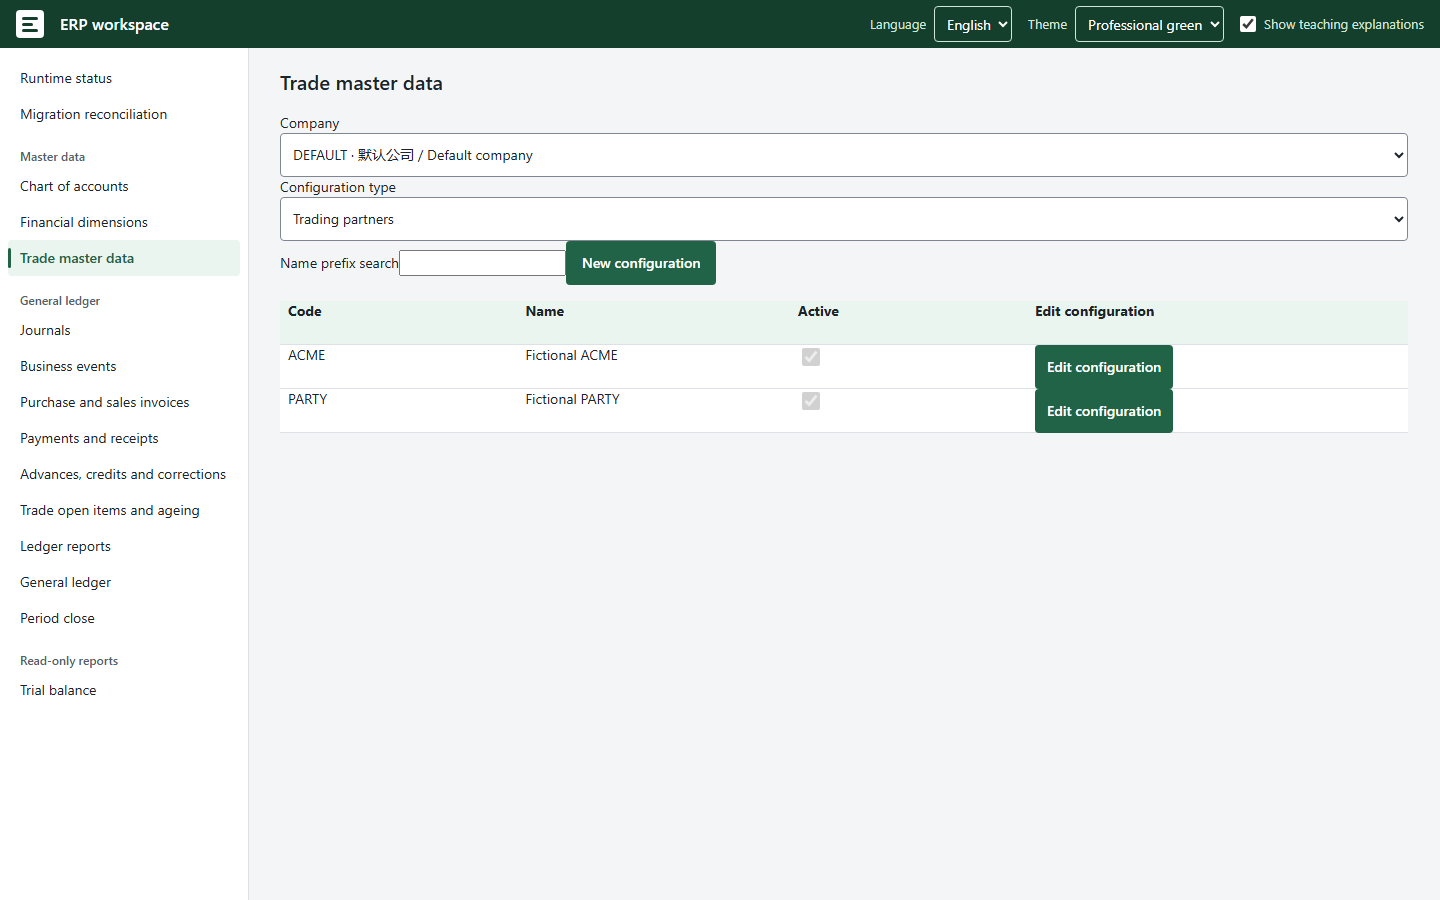 ERP workspace
Language English Theme Professional green Show teaching explanations
Runtime status
Migration reconciliation
Master data
Chart of accounts
Financial dimensions
Trade master data
General ledger
Journals
Business events
Purchase and sales invoices
Payments and receipts
Advances, credits and corrections
Trade open items and ageing
Ledger reports
General ledger
Period close
Read-only reports
Trial balance
Trade master data
Company
DEFAULT · 默认公司 / Default company
Configuration type
Trading partners
Name prefix search New configuration
Code Name Active Edit configuration
ACME Fictional ACME Edit configuration
PARTY Fictional PARTY Edit configuration